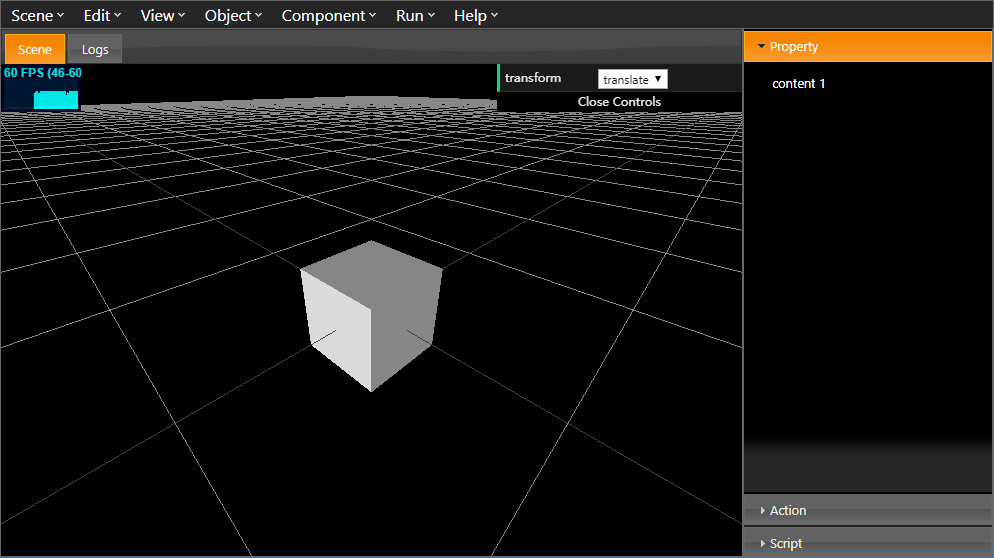 Scene Edit View Object Component Run Help
Scene Logs
60 FPS (46-60
transform translate
Close Controls
Property
content 1
Action
Script